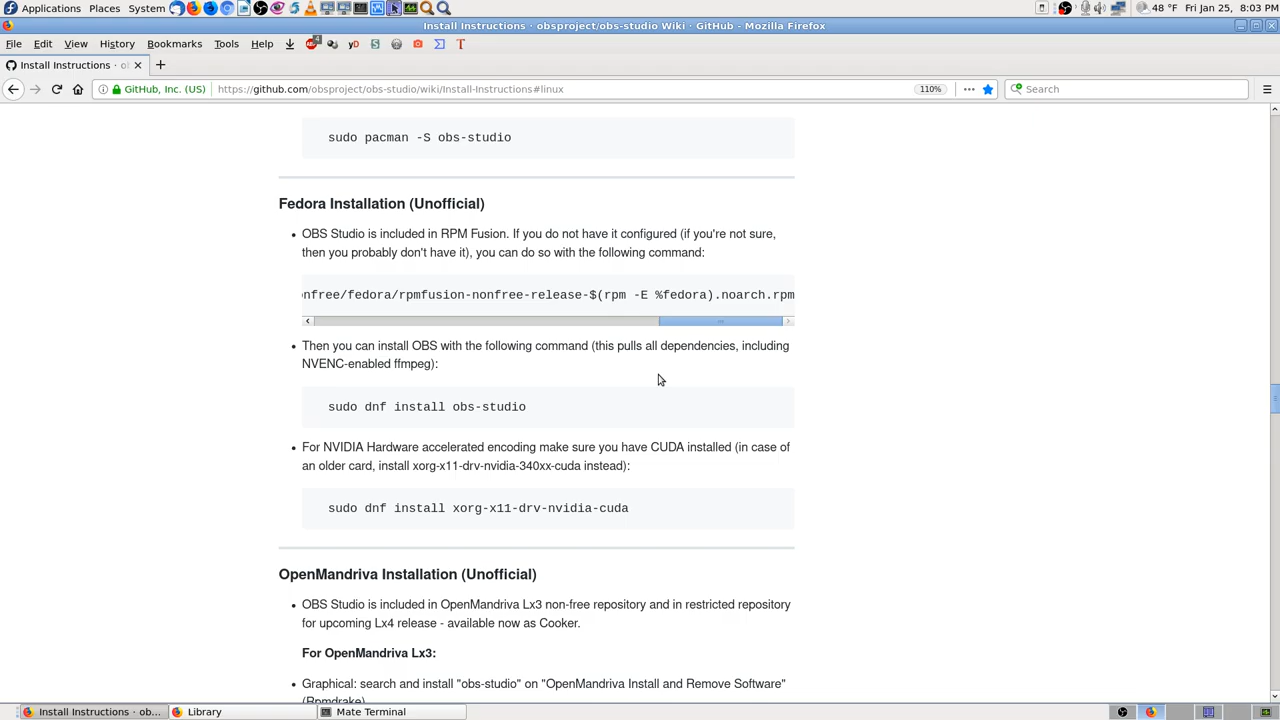 Applications Places System 48 °F Fri Jan 25, 8:03 PM
Install Instructions · obsproject/obs-studio Wiki · GitHub - Mozilla Firefox
File Edit View History Bookmarks Tools Help
Install Instructions · o
GitHub, Inc. (US) https://github.com/obsproject/obs-studio/wiki/Install-Instructions#linux 110% Search
sudo pacman -S obs-studio
Fedora Installation (Unofficial)
• OBS Studio is included in RPM Fusion. If you do not have it configured (if you're not sure,
then you probably don't have it), you can do so with the following command:
nfree/fedora/rpmfusion-nonfree-release-$(rpm -E %fedora).noarch.rpm
• Then you can install OBS with the following command (this pulls all dependencies, including
NVENC-enabled ffmpeg):
sudo dnf install obs-studio
• For NVIDIA Hardware accelerated encoding make sure you have CUDA installed (in case of
an older card, install xorg-x11-drv-nvidia-340xx-cuda instead):
sudo dnf install xorg-x11-drv-nvidia-cuda
OpenMandriva Installation (Unofficial)
• OBS Studio is included in OpenMandriva Lx3 non-free repository and in restricted repository
for upcoming Lx4 release - available now as Cooker.
For OpenMandriva Lx3:
• Graphical: search and install "obs-studio" on "OpenMandriva Install and Remove Software"
(Rpmdrake)
Install Instructions · ob... Library Mate Terminal